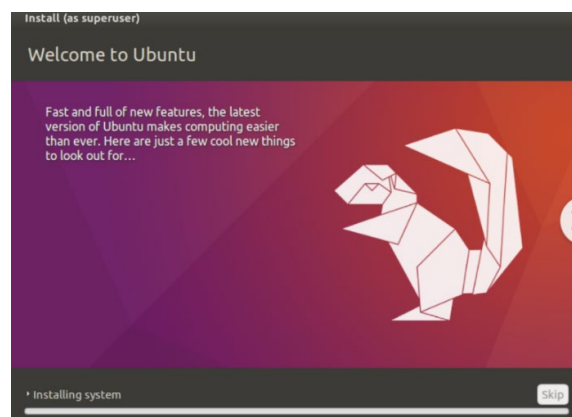 Install (as superuser)
Welcome to Ubuntu
Fast and full of new features, the latest
version of Ubuntu makes computing easier
than ever. Here are just a few cool new things
to look out for...
Installing system
Skip